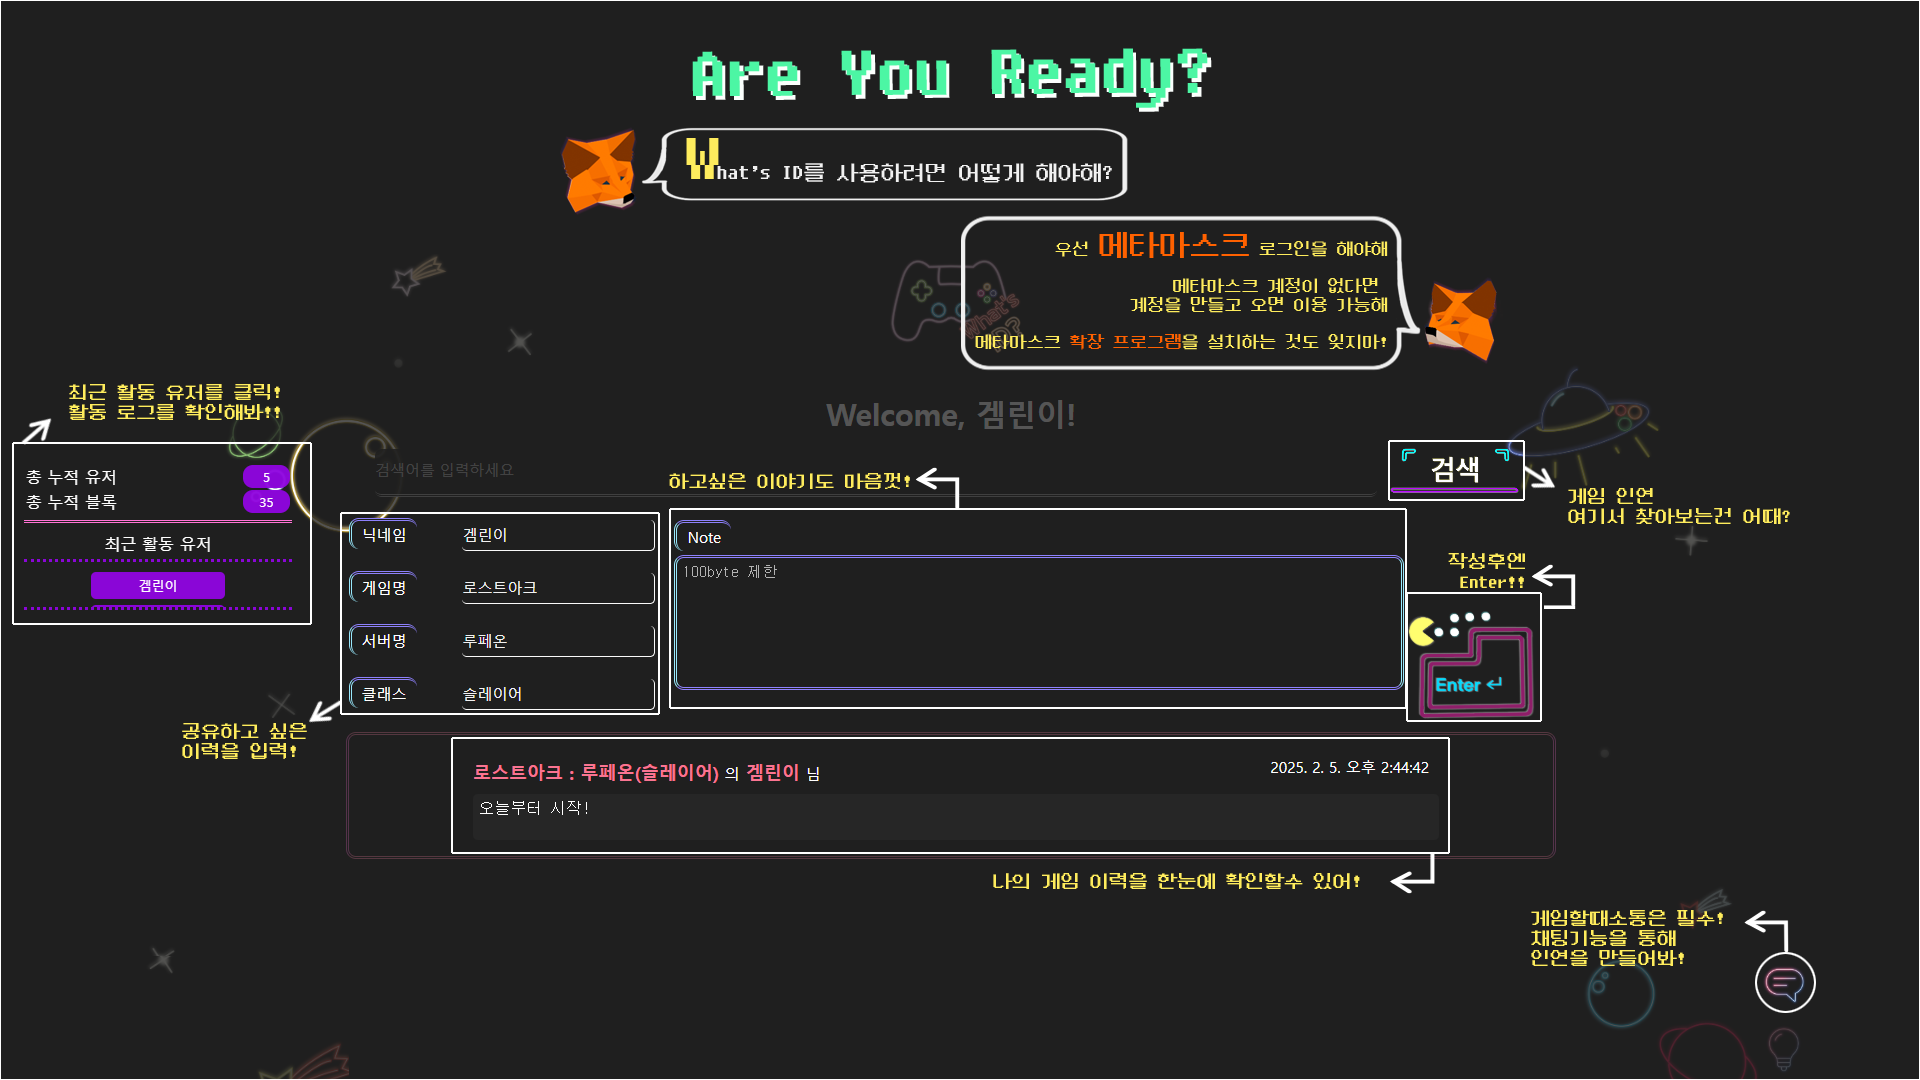 Are You Ready?
What's ID를 사용하려면 어떻게 해야해?
우선 메타마스크 로그인을 해야해
메타마스크 계정이 없다면
계정을 만들고 오면 이용 가능해
메타마스크 확장 프로그램을 설치하는 것도 잊지마!
What's
ID?
최근 활동 유저를 클릭!
활동 로그를 확인해봐!!
Welcome, 겜린이!
총 누적 유저 5
총 누적 블록 35
최근 활동 유저
겜린이
검색어를 입력하세요
하고싶은 이야기도 마음껏!
검색
게임 인연
여기서 찾아보는건 어때?
닉네임 겜린이
게임명 로스트아크
서버명 루페온
클래스 슬레이어
Note
100byte 제한
작성후엔
Enter!!
Enter ↵
공유하고 싶은
이력을 입력!
로스트아크 : 루페온(슬레이어) 의 겜린이 님
2025. 2. 5. 오후 2:44:42
오늘부터 시작!
나의 게임 이력을 한눈에 확인할수 있어!
게임할때소통은 필수!
채팅기능을 통해
인연을 만들어봐!